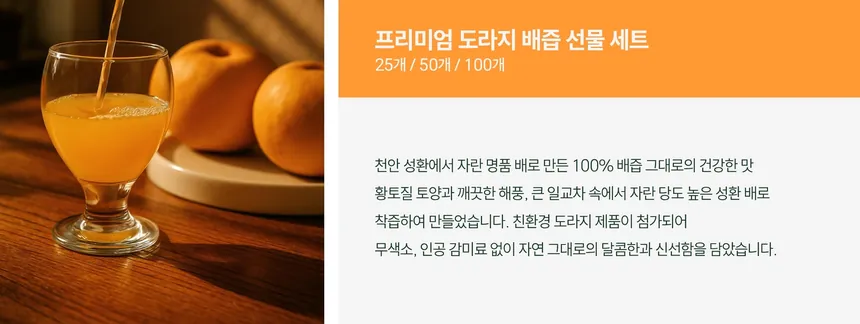 프리미엄 도라지 배즙 선물 세트
25개 / 50개 / 100개
천안 성환에서 자란 명품 배로 만든 100% 배즙 그대로의 건강한 맛
황토질 토양과 깨끗한 해풍, 큰 일교차 속에서 자란 당도 높은 성환 배로
착즙하여 만들었습니다. 친환경 도라지 제품이 첨가되어
무색소, 인공 감미료 없이 자연 그대로의 달콤한과 신선함을 담았습니다.